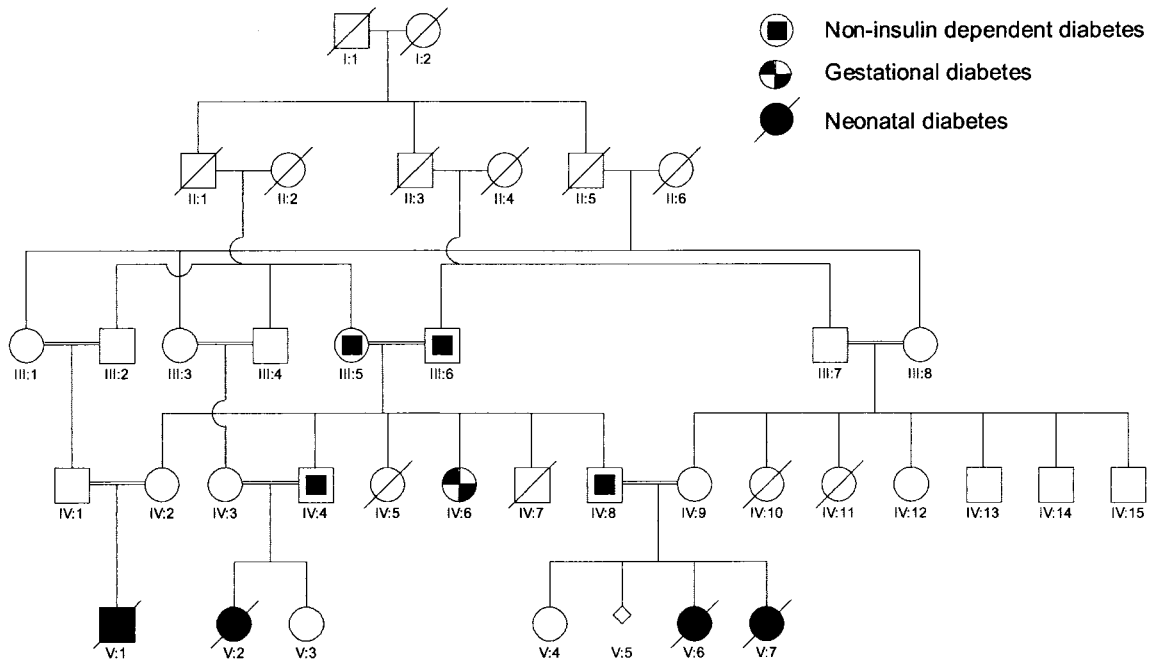 Non-insulin dependent diabetes
Gestational diabetes
Neonatal diabetes
I:1 I:2
II:1 II:2 II:3 II:4 II:5 II:6
III:1 III:2 III:3 III:4 III:5 III:6 III:7 III:8
IV:1 IV:2 IV:3 IV:4 IV:5 IV:6 IV:7 IV:8 IV:9 IV:10 IV:11 IV:12 IV:13 IV:14 IV:15
V:1 V:2 V:3 V:4 V:5 V:6 V:7